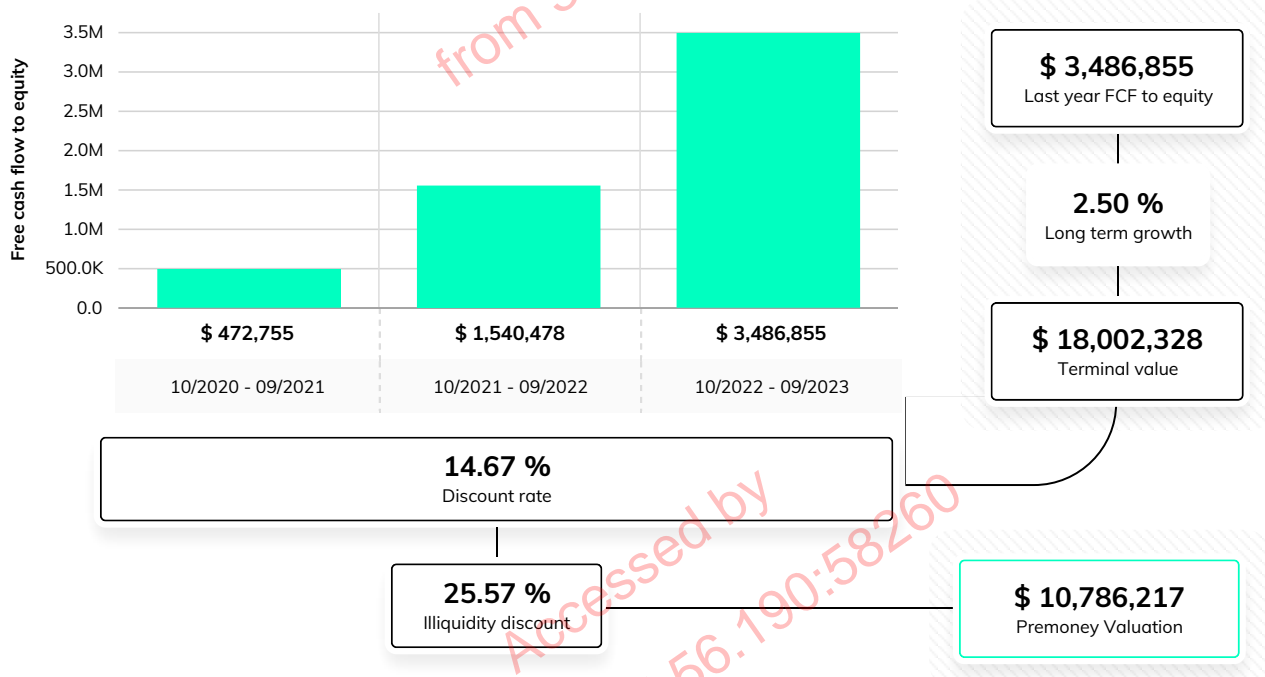 Free cash flow to equity
3.5M
3.0M
2.5M
2.0M
1.5M
1.0M
500.0K
0.0
$ 472,755
$ 1,540,478
$ 3,486,855
10/2020 - 09/2021
10/2021 - 09/2022
10/2022 - 09/2023
$ 3,486,855
Last year FCF to equity
2.50 %
Long term growth
$ 18,002,328
Terminal value
14.67 %
Discount rate
25.57 %
Illiquidity discount
$ 10,786,217
Premoney Valuation
from
Accessed by
56.190:58260